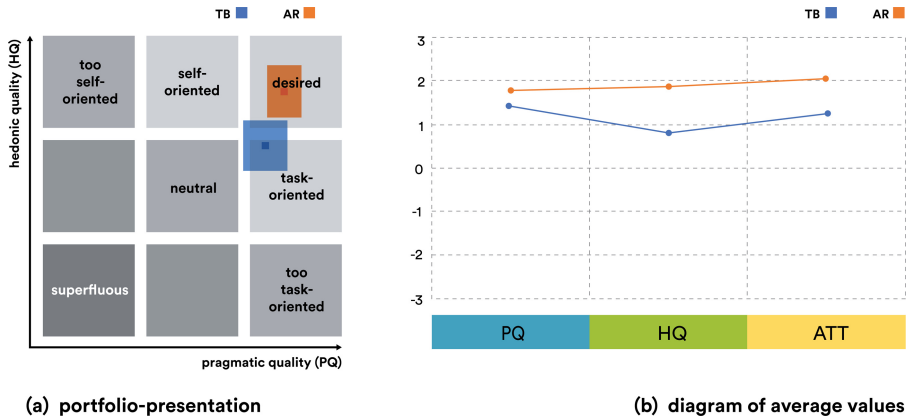 TB
AR
hedonic quality (HQ)
too
self-
oriented
self-
oriented
desired
neutral
task-
oriented
superfluous
too
task-
oriented
pragmatic quality (PQ)
(a) portfolio-presentation
TB
AR
3
2
1
0
-1
-2
-3
PQ
HQ
ATT
(b) diagram of average values